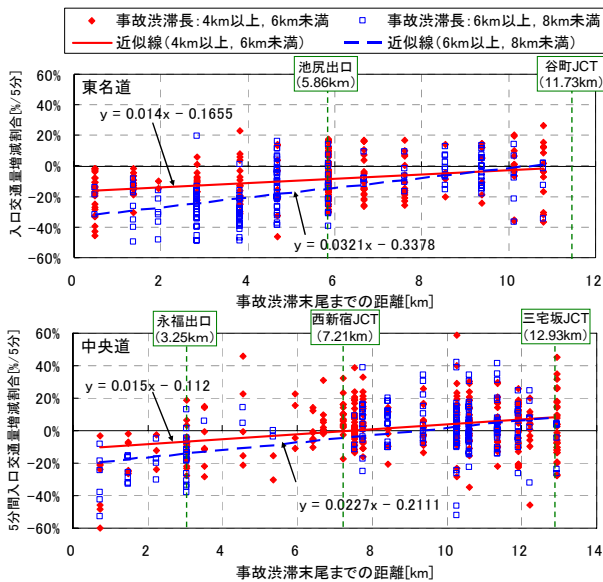 事故渋滞長:4km以上, 6km未満
事故渋滞長:6km以上, 8km未満
近似線(4km以上, 6km未満)
近似線(6km以上, 8km未満)
60%
40%
20%
0%
-20%
-40%
-60%
入口交通量増減割合[%/5分]
東名道
池尻出口
(5.86km)
谷町JCT
(11.73km)
y = 0.014x - 0.1655
y = 0.0321x - 0.3378
0
2
4
6
8
10
12
事故渋滞末尾までの距離[km]
60%
40%
20%
0%
-20%
-40%
-60%
5分間入口交通量増減割合[%/5分]
中央道
永福出口
(3.25km)
西新宿JCT
(7.21km)
三宅坂JCT
(12.93km)
y = 0.015x - 0.112
y = 0.0227x - 0.2111
0
2
4
6
8
10
12
14
事故渋滞末尾までの距離[km]